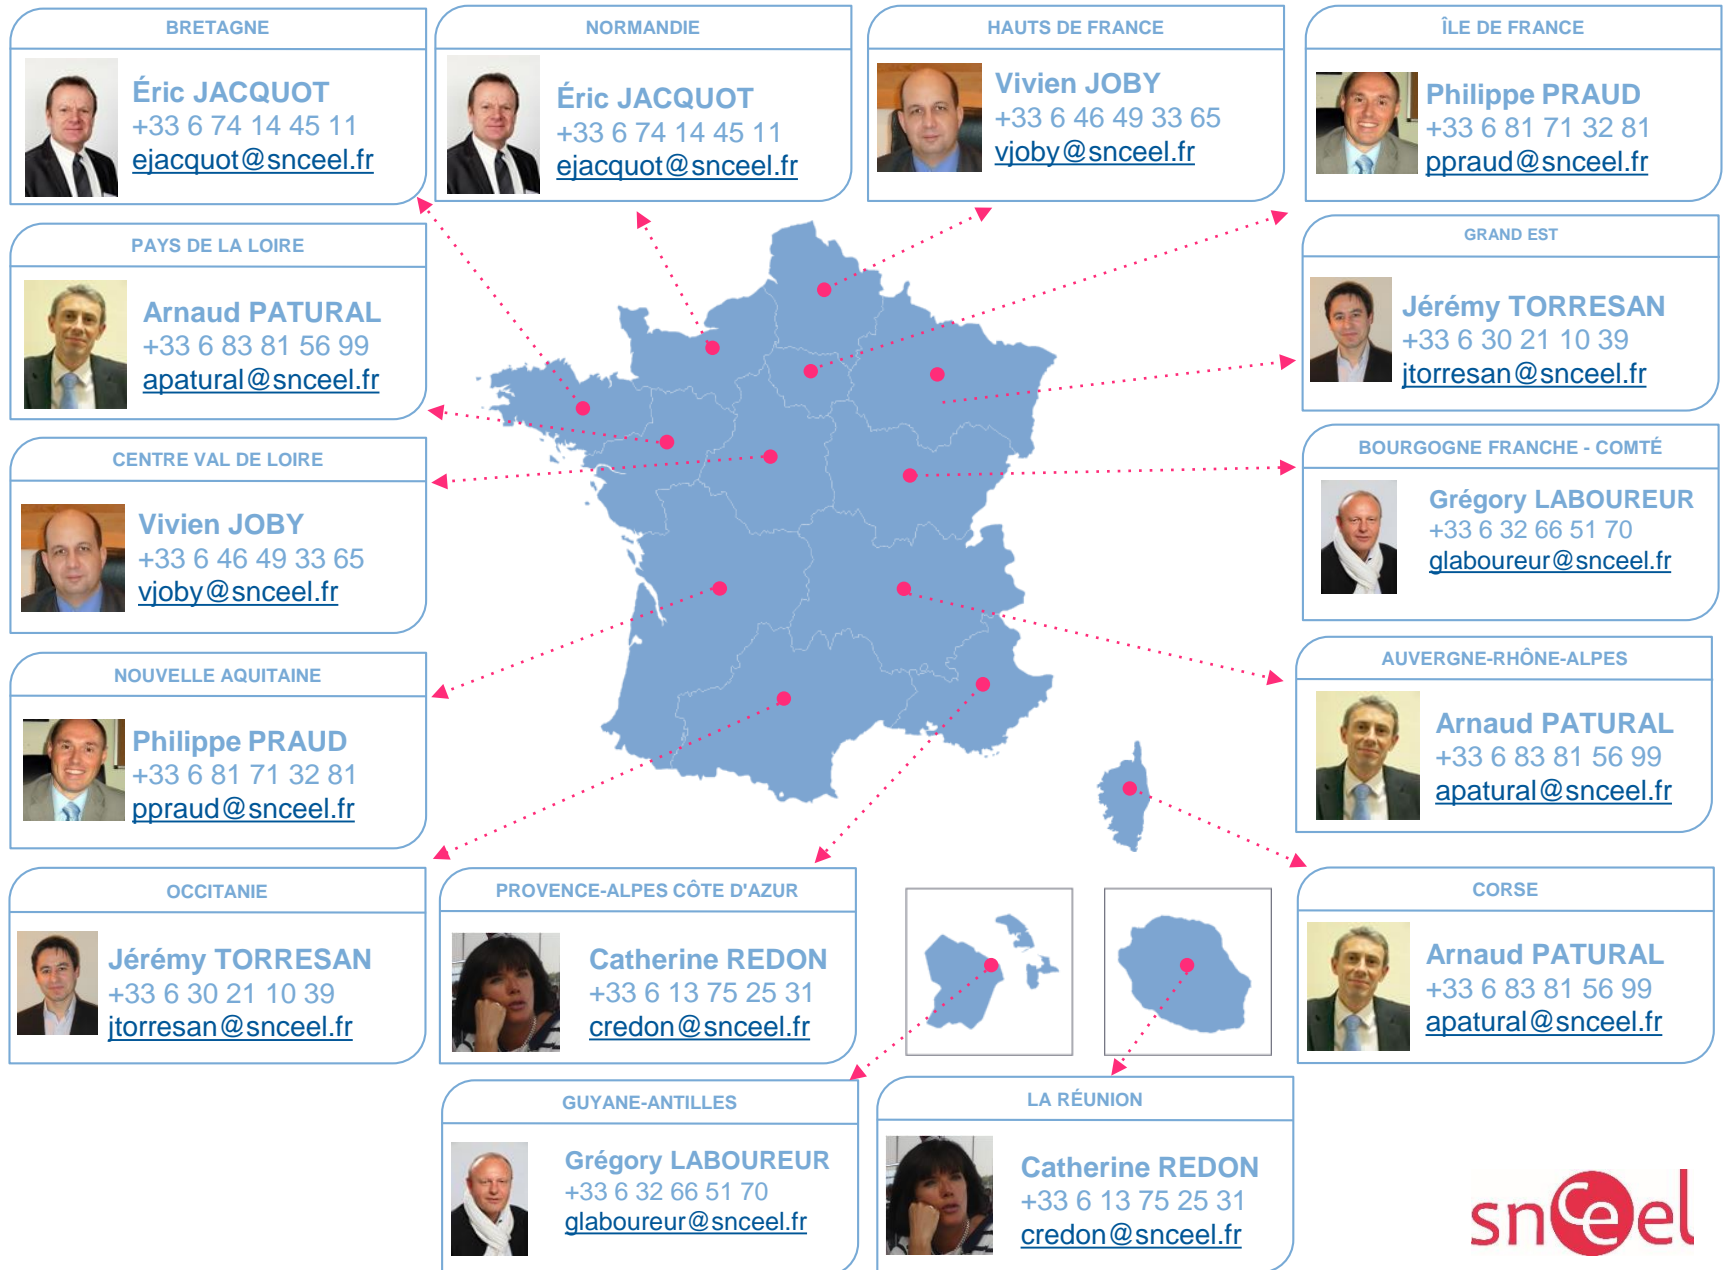 BRETAGNE
Éric JACQUOT
+33 6 74 14 45 11
ejacquot@snceel.fr
NORMANDIE
Éric JACQUOT
+33 6 74 14 45 11
ejacquot@snceel.fr
HAUTS DE FRANCE
Vivien JOBY
+33 6 46 49 33 65
vjoby@snceel.fr
ÎLE DE FRANCE
Philippe PRAUD
+33 6 81 71 32 81
ppraud@snceel.fr
PAYS DE LA LOIRE
Arnaud PATURAL
+33 6 83 81 56 99
apatural@snceel.fr
GRAND EST
Jérémy TORRESAN
+33 6 30 21 10 39
jtorresan@snceel.fr
CENTRE VAL DE LOIRE
Vivien JOBY
+33 6 46 49 33 65
vjoby@snceel.fr
BOURGOGNE FRANCHE - COMTÉ
Grégory LABOUREUR
+33 6 32 66 51 70
glaboureur@snceel.fr
NOUVELLE AQUITAINE
Philippe PRAUD
+33 6 81 71 32 81
ppraud@snceel.fr
AUVERGNE-RHÔNE-ALPES
Arnaud PATURAL
+33 6 83 81 56 99
apatural@snceel.fr
OCCITANIE
Jérémy TORRESAN
+33 6 30 21 10 39
jtorresan@snceel.fr
PROVENCE-ALPES CÔTE D'AZUR
Catherine REDON
+33 6 13 75 25 31
credon@snceel.fr
CORSE
Arnaud PATURAL
+33 6 83 81 56 99
apatural@snceel.fr
GUYANE-ANTILLES
Grégory LABOUREUR
+33 6 32 66 51 70
glaboureur@snceel.fr
LA RÉUNION
Catherine REDON
+33 6 13 75 25 31
credon@snceel.fr
snceel